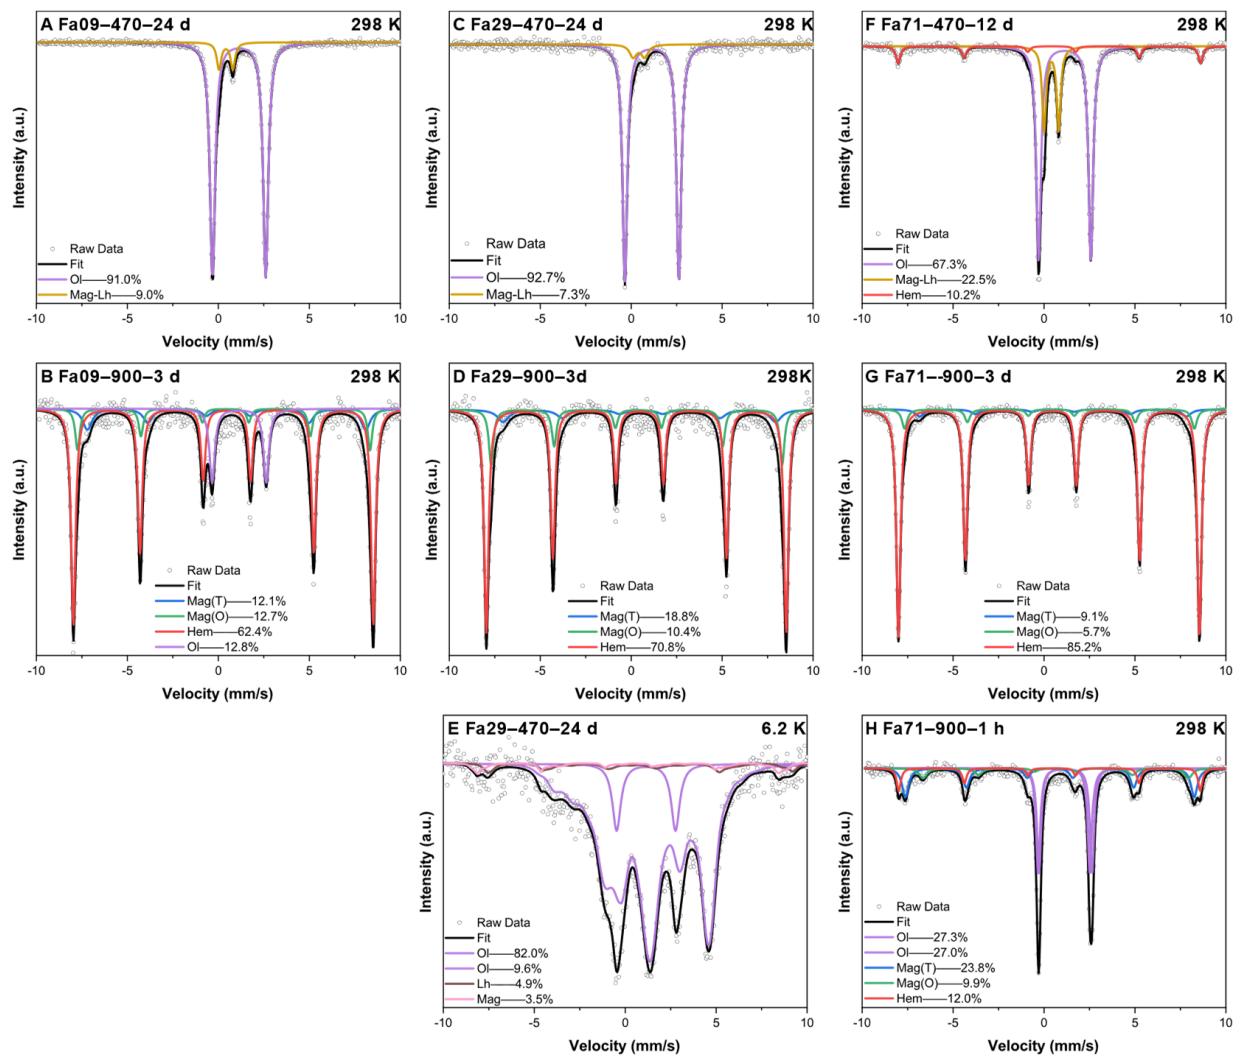 A Fa09–470–24 d 298 K
Intensity (a.u.)
Raw Data
Fit
Ol——91.0%
Mag-Lh——9.0%
-10 -5 0 5 10
Velocity (mm/s)
C Fa29–470–24 d 298 K
Intensity (a.u.)
Raw Data
Fit
Ol——92.7%
Mag-Lh——7.3%
-10 -5 0 5 10
Velocity (mm/s)
F Fa71–470–12 d 298 K
Intensity (a.u.)
Raw Data
Fit
Ol——67.3%
Mag-Lh——22.5%
Hem——10.2%
-10 -5 0 5 10
Velocity (mm/s)
B Fa09–900–3 d 298 K
Intensity (a.u.)
Raw Data
Fit
Mag(T)——12.1%
Mag(O)——12.7%
Hem——62.4%
Ol——12.8%
-10 -5 0 5 10
Velocity (mm/s)
D Fa29–900–3d 298K
Intensity (a.u.)
Raw Data
Fit
Mag(T)——18.8%
Mag(O)——10.4%
Hem——70.8%
-10 -5 0 5 10
Velocity (mm/s)
G Fa71–-900–3 d 298 K
Intensity (a.u.)
Raw Data
Fit
Mag(T)——9.1%
Mag(O)——5.7%
Hem——85.2%
-10 -5 0 5 10
Velocity (mm/s)
E Fa29–470–24 d 6.2 K
Intensity (a.u.)
Raw Data
Fit
Ol——82.0%
Ol——9.6%
Lh——4.9%
Mag——3.5%
-10 -5 0 5 10
Velocity (mm/s)
H Fa71–900–1 h 298 K
Intensity (a.u.)
Raw Data
Fit
Ol——27.3%
Ol——27.0%
Mag(T)——23.8%
Mag(O)——9.9%
Hem——12.0%
-10 -5 0 5 10
Velocity (mm/s)